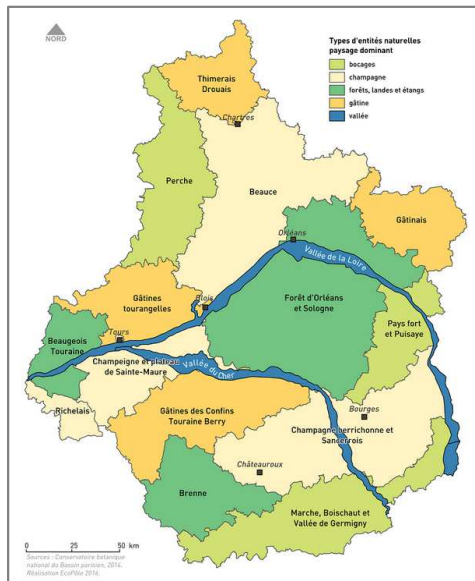 NORD
Types d'entités naturelles
paysage dominant
bocages
champagne
forêts, landes et étangs
gâtine
vallée
Thimerais
Drouais
Chartres
Perche
Beauce
Gâtinais
Orléans
Vallée de la Loire
Gâtines
tourangelles
Blois
Forêt d'Orléans
et Sologne
Beaugeois
Touraine
Tours
Pays fort
et Puisaye
Champeigne et plateau
de Sainte-Maure
Vallée du Cher
Richelais
Gâtines des Confins
Touraine Berry
Bourges
Champagne berrichonne et
Sancerrois
Châteauroux
Brenne
Marche, Boischaut et
Vallée de Germigny
0 25 50 km
Sources : Conservatoire botanique
national du Bassin parisien, 2014.
Réalisation EcoPôle 2016.